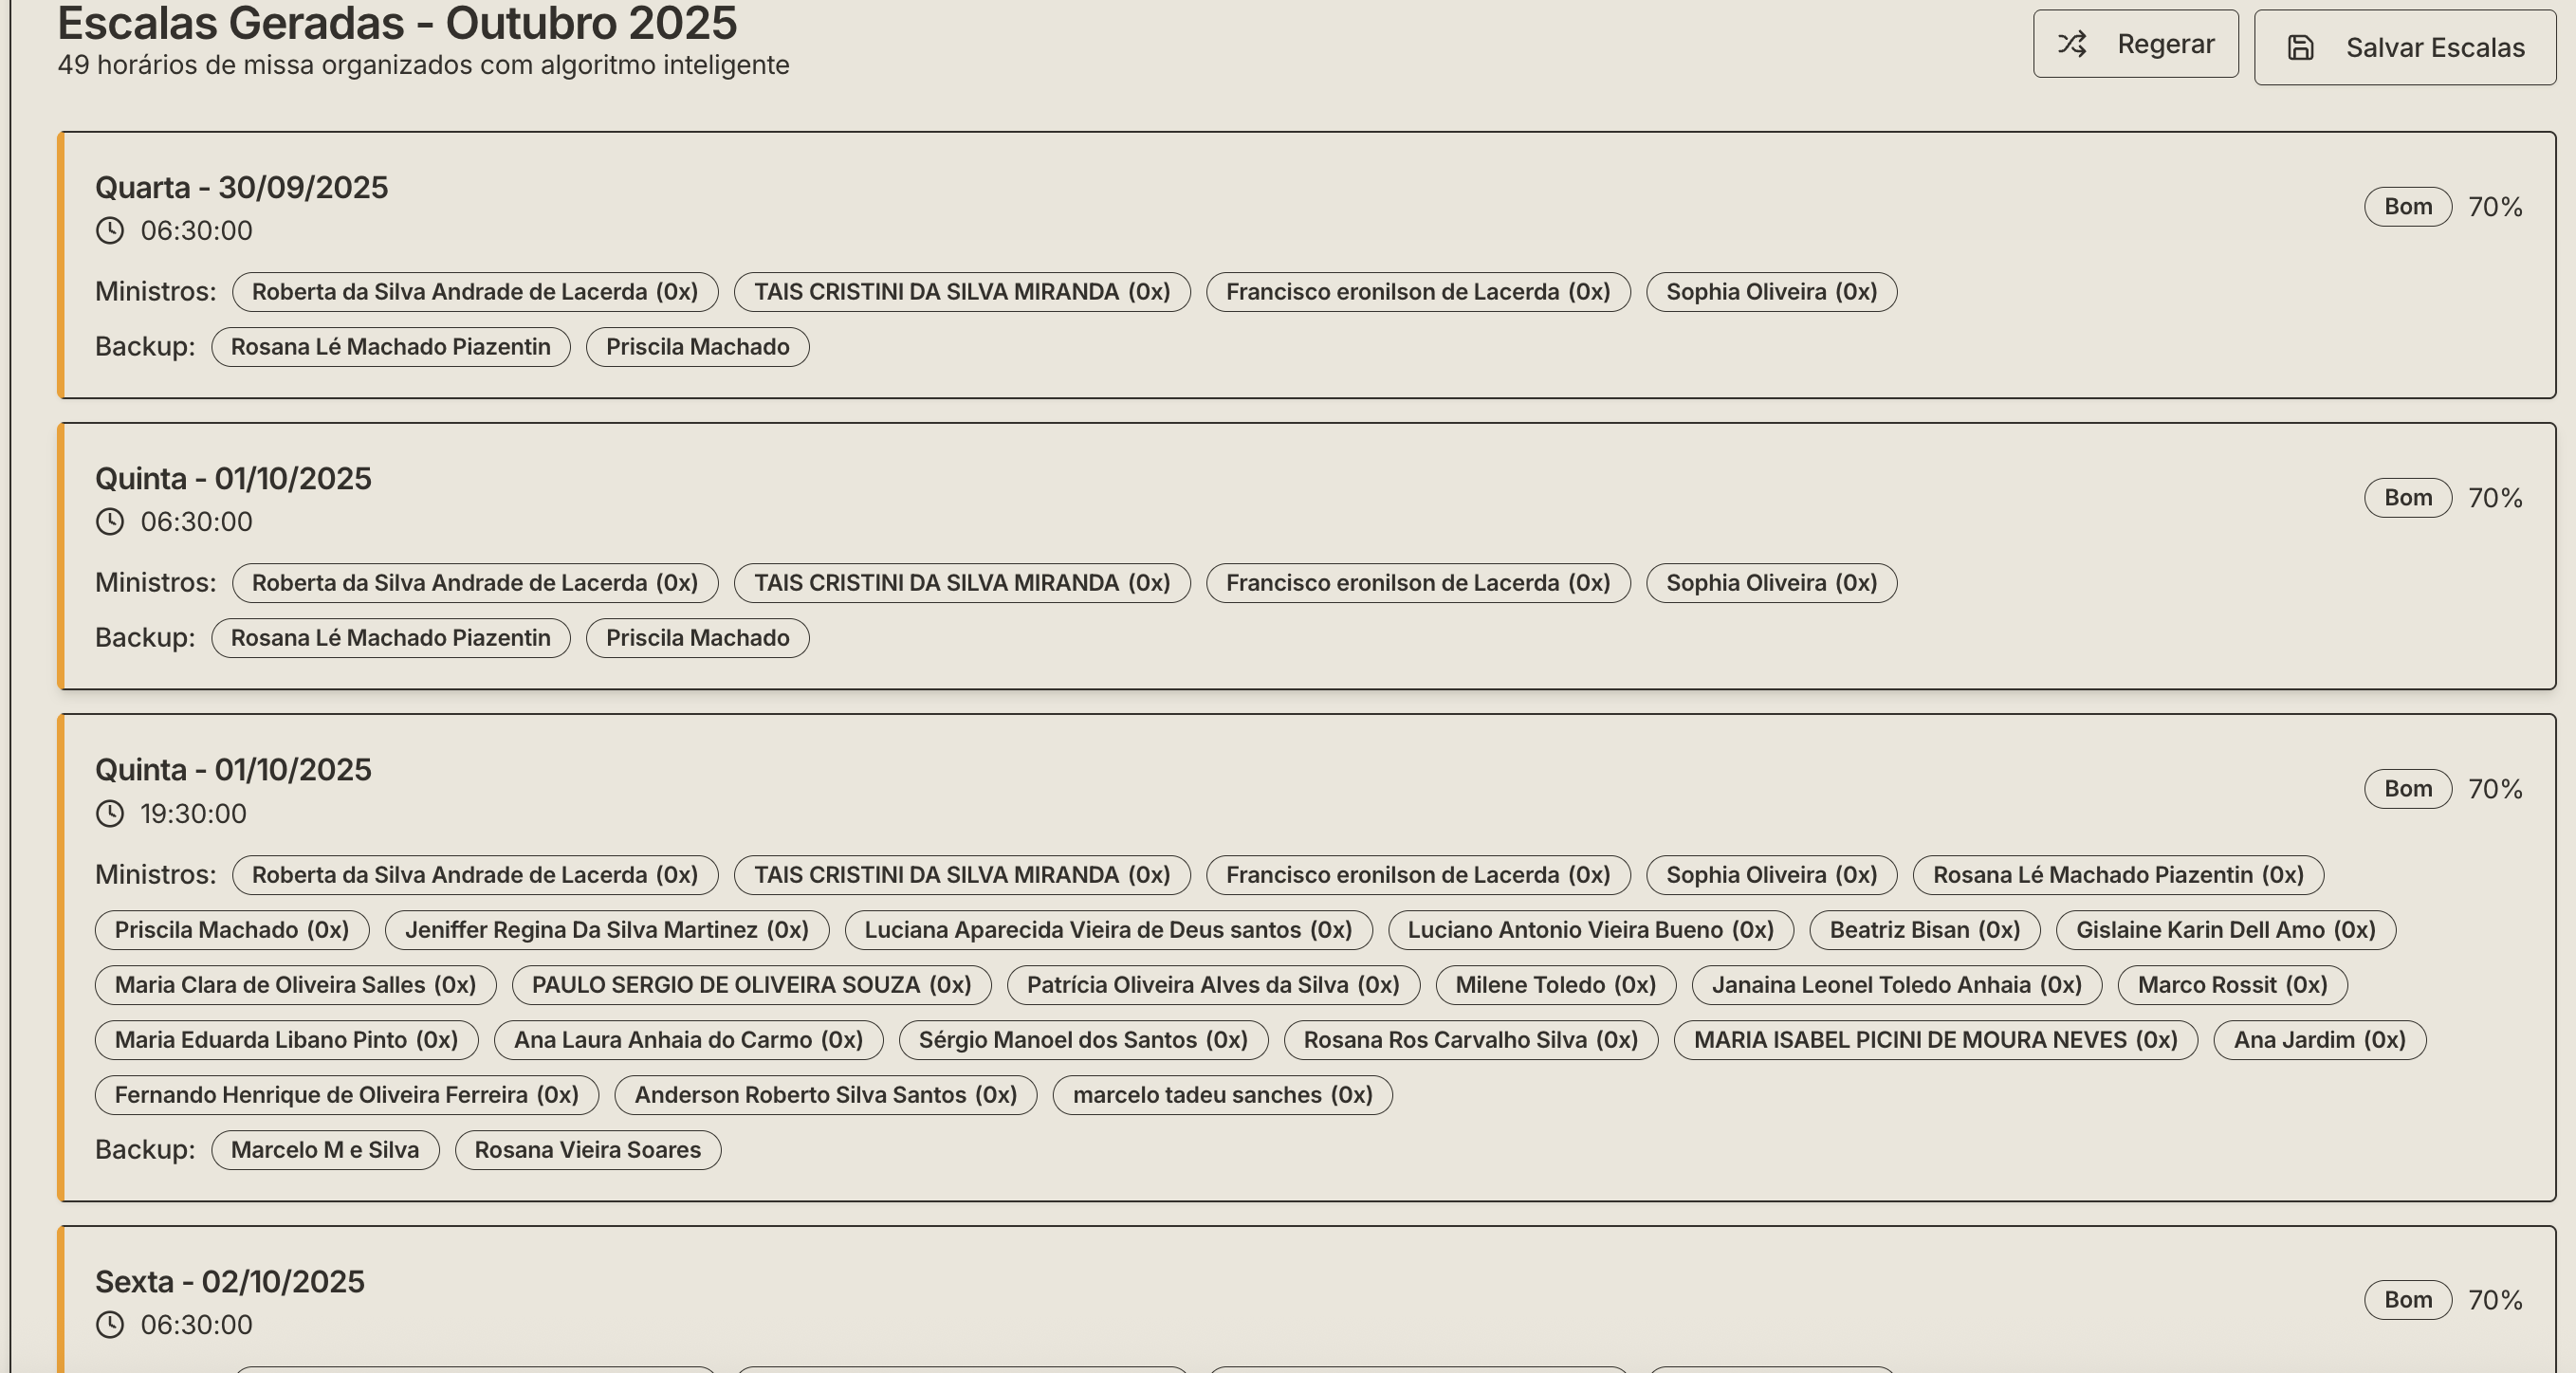 Escalas Geradas - Outubro 2025
49 horários de missa organizados com algoritmo inteligente
Regerar
Salvar Escalas
Quarta - 30/09/2025
06:30:00
Bom 70%
Ministros: Roberta da Silva Andrade de Lacerda (0x) TAIS CRISTINI DA SILVA MIRANDA (0x) Francisco eronilson de Lacerda (0x) Sophia Oliveira (0x)
Backup: Rosana Lé Machado Piazentin Priscila Machado
Quinta - 01/10/2025
06:30:00
Bom 70%
Ministros: Roberta da Silva Andrade de Lacerda (0x) TAIS CRISTINI DA SILVA MIRANDA (0x) Francisco eronilson de Lacerda (0x) Sophia Oliveira (0x)
Backup: Rosana Lé Machado Piazentin Priscila Machado
Quinta - 01/10/2025
19:30:00
Bom 70%
Ministros: Roberta da Silva Andrade de Lacerda (0x) TAIS CRISTINI DA SILVA MIRANDA (0x) Francisco eronilson de Lacerda (0x) Sophia Oliveira (0x) Rosana Lé Machado Piazentin (0x)
Priscila Machado (0x) Jeniffer Regina Da Silva Martinez (0x) Luciana Aparecida Vieira de Deus santos (0x) Luciano Antonio Vieira Bueno (0x) Beatriz Bisan (0x) Gislaine Karin Dell Amo (0x)
Maria Clara de Oliveira Salles (0x) PAULO SERGIO DE OLIVEIRA SOUZA (0x) Patrícia Oliveira Alves da Silva (0x) Milene Toledo (0x) Janaina Leonel Toledo Anhaia (0x) Marco Rossit (0x)
Maria Eduarda Libano Pinto (0x) Ana Laura Anhaia do Carmo (0x) Sérgio Manoel dos Santos (0x) Rosana Ros Carvalho Silva (0x) MARIA ISABEL PICINI DE MOURA NEVES (0x) Ana Jardim (0x)
Fernando Henrique de Oliveira Ferreira (0x) Anderson Roberto Silva Santos (0x) marcelo tadeu sanches (0x)
Backup: Marcelo M e Silva Rosana Vieira Soares
Sexta - 02/10/2025
06:30:00
Bom 70%